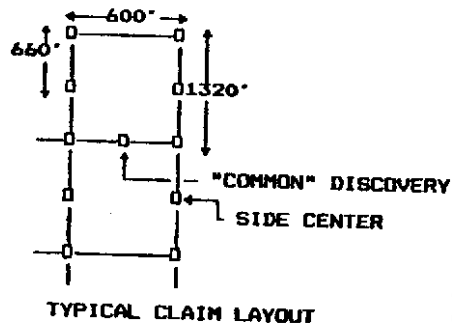 600'
660'
1320'
"COMMON" DISCOVERY
SIDE CENTER
TYPICAL CLAIM LAYOUT